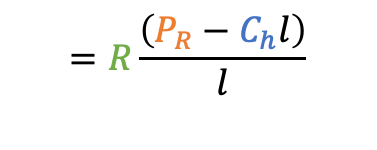 = R (P_R − C_h l) / l